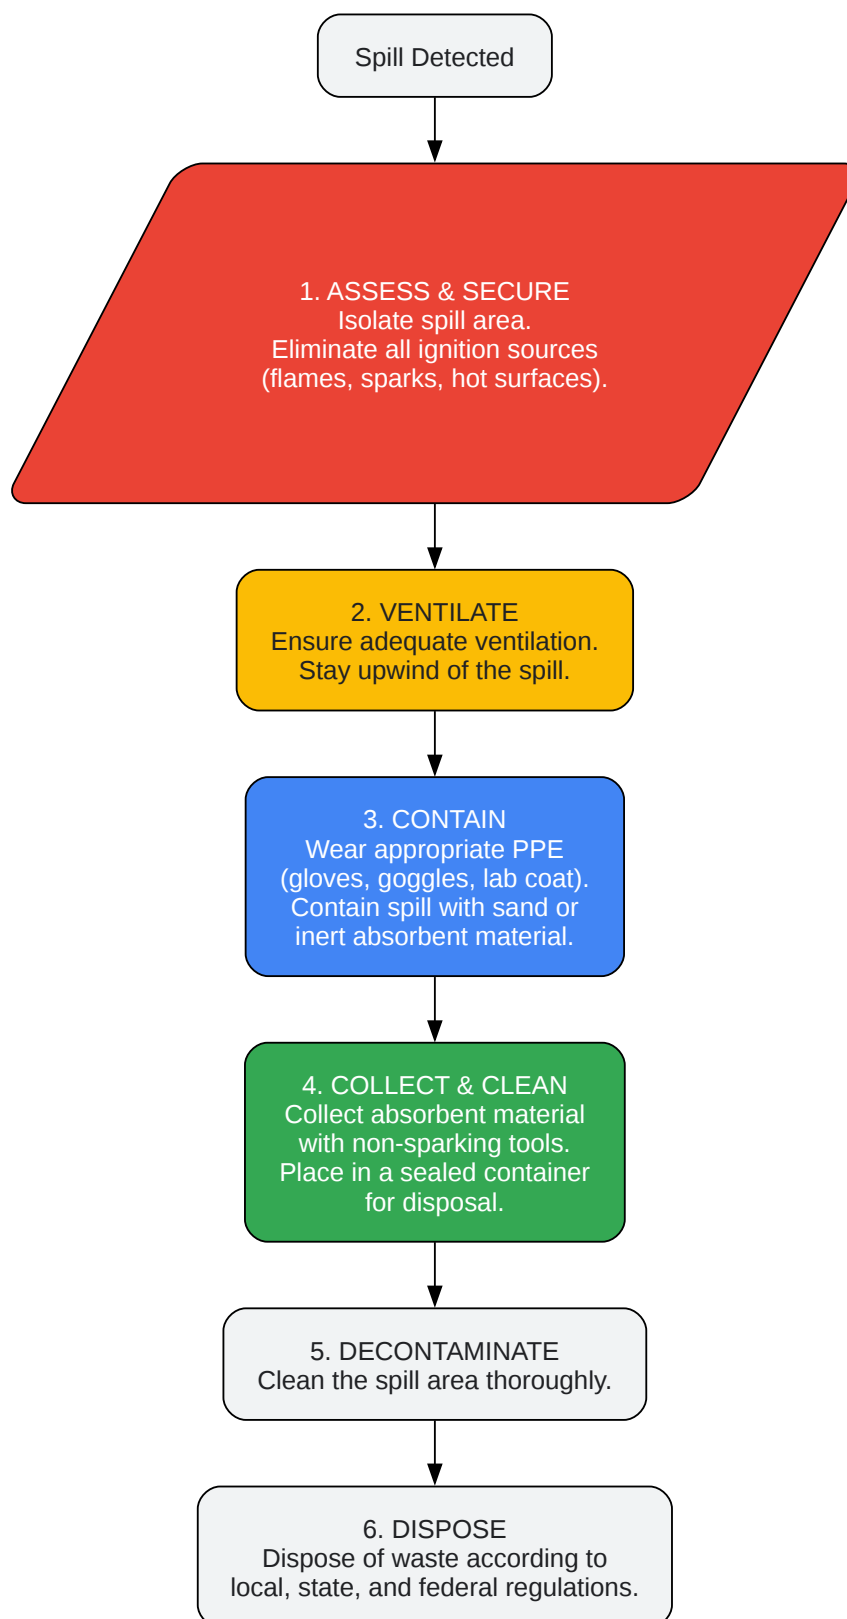 Spill Detected
1. ASSESS & SECURE
Isolate spill area.
Eliminate all ignition sources
(flames, sparks, hot surfaces).
2. VENTILATE
Ensure adequate ventilation.
Stay upwind of the spill.
3. CONTAIN
Wear appropriate PPE
(gloves, goggles, lab coat).
Contain spill with sand or
inert absorbent material.
4. COLLECT & CLEAN
Collect absorbent material
with non-sparking tools.
Place in a sealed container
for disposal.
5. DECONTAMINATE
Clean the spill area thoroughly.
6. DISPOSE
Dispose of waste according to
local, state, and federal regulations.